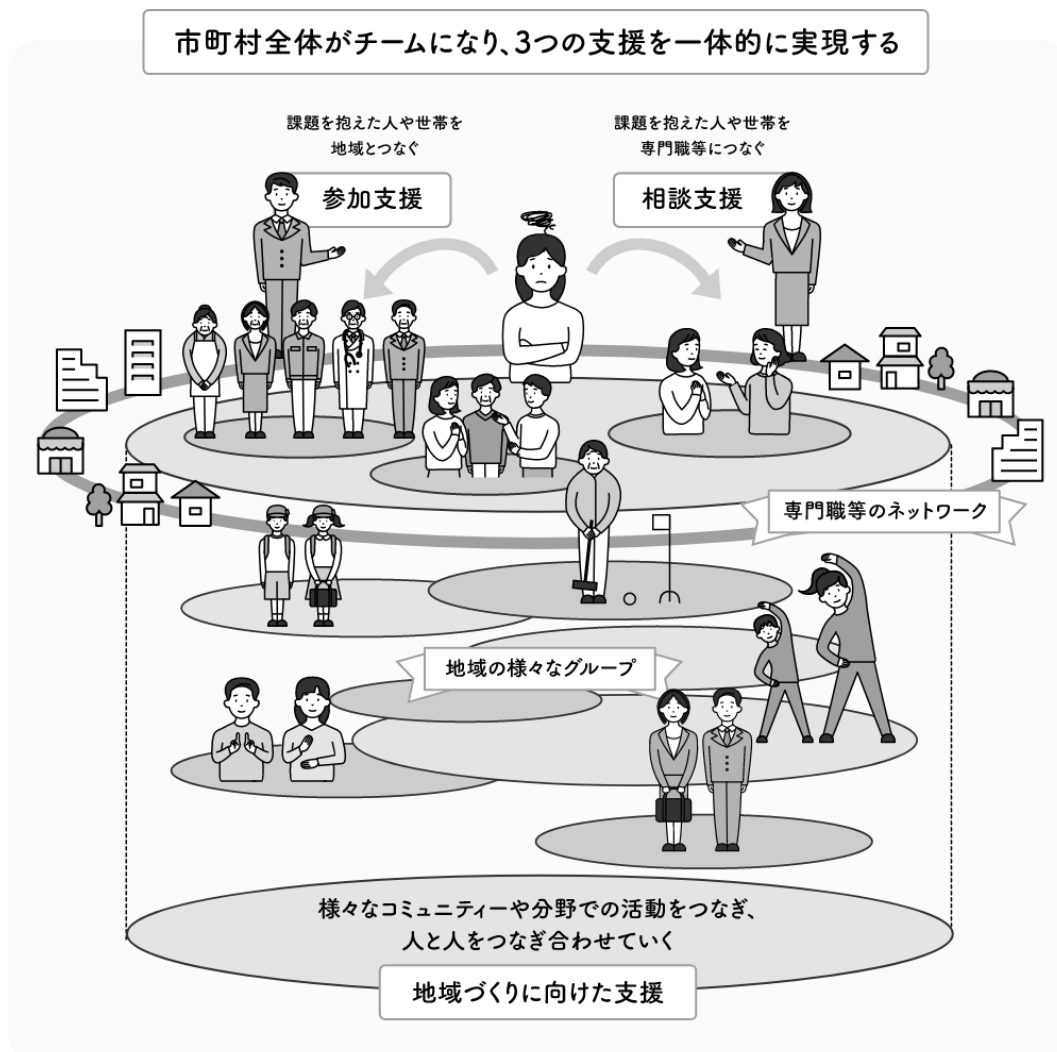 市町村全体がチームになり、3つの支援を一体的に実現する
課題を抱えた人や世帯を
地域とつなぐ
参加支援
課題を抱えた人や世帯を
専門職等につなぐ
相談支援
専門職等のネットワーク
地域の様々なグループ
様々なコミュニティーや分野での活動をつなぎ、
人と人をつなぎ合わせていく
地域づくりに向けた支援